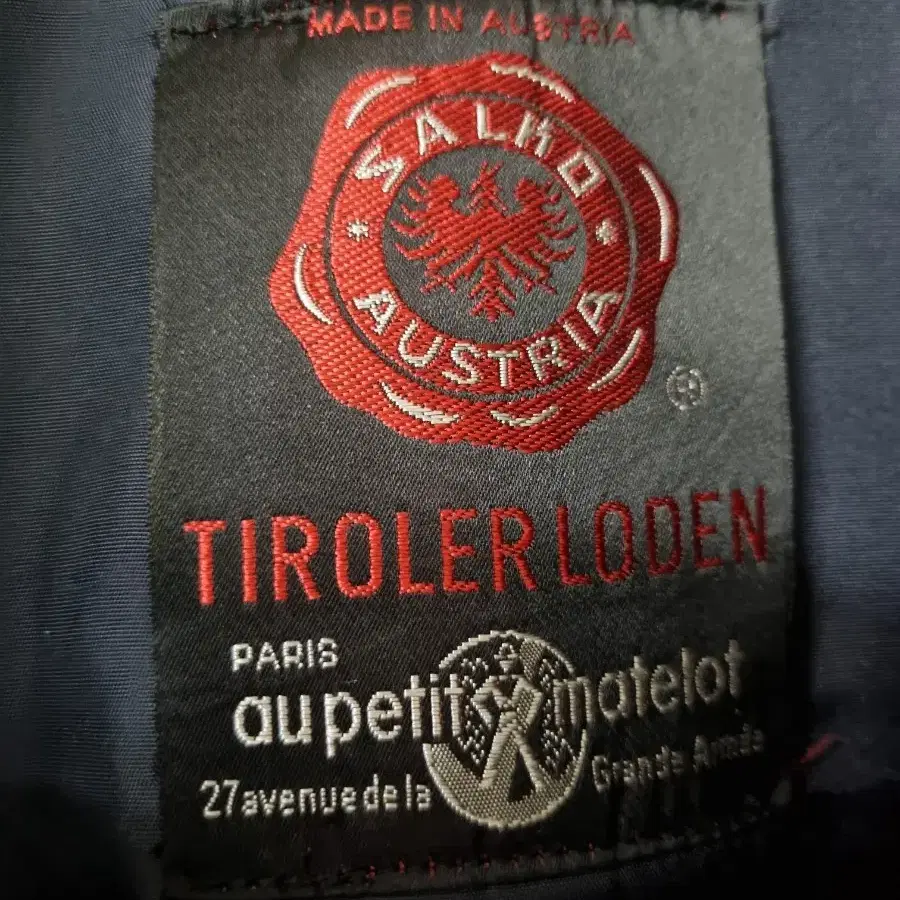 MADE IN AUSTRIA
SALKO
AUSTRIA
®
TIROLER LODEN
PARIS
au petit matelot
27 avenue de la Grande Armée